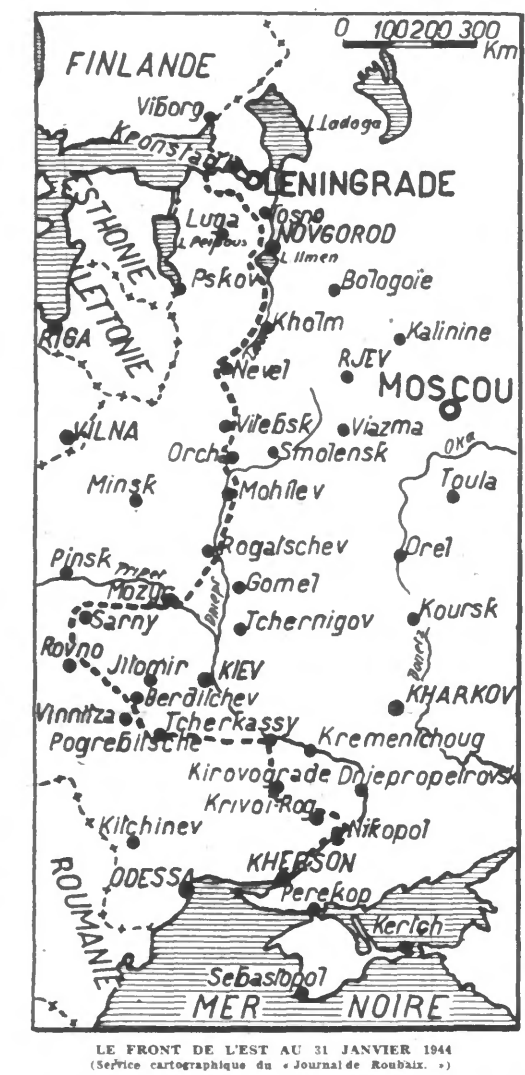 0 100 200 300
Km
FINLANDE
Viborg
L Ladoga
Kronstadt
LENINGRADE
ESTHONIE
Tosno
Luga
L Peipous
NOVGOROD
L Ilmen
LETTONIE
Pskov
Bologoïe
RIGA
Kholm
Kalinine
Nevel
RJEV
MOSCOU
VILNA
Vitebsk
Viazma
Orcha
Smolensk
OKa
Minsk
Mohilev
Toula
Rogatschev
Orel
Pinsk
Pripet
Mozyr
Dniepr
Gomel
Sarny
Tchernigov
Koursk
Rovno
Jitomir
KIEV
Donetz
Berditchev
KHARKOV
Vinnitza
Tcherkassy
Pogrebitsche
Krementchoug
Kirovograde
Dniepropetrovsk
Krivoi-Rog
Kitchinev
Nikopol
KHERSON
ODESSA
Perekop
ROUMANIE
Kertch
Sebastopol
MER NOIRE
LE FRONT DE L'EST AU 31 JANVIER 1944
(Service cartographique du « Journal de Roubaix. »)